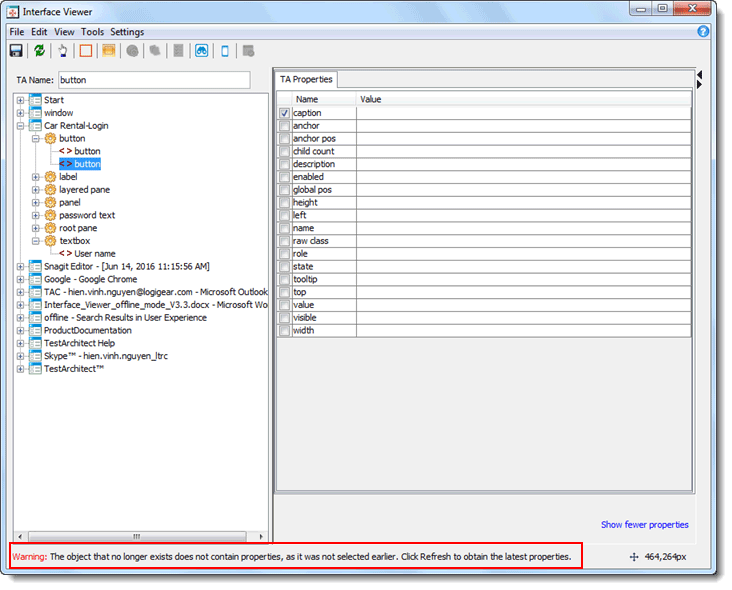 Interface Viewer
File Edit View Tools Settings
TA Name: button
Start
window
Car Rental-Login
button
< > button
< > button
label
layered pane
panel
password text
root pane
textbox
< > User name
Snagit Editor - [Jun 14, 2016 11:15:56 AM]
Google - Google Chrome
TAC - hien.vinh.nguyen@logigear.com - Microsoft Outlook
Interface_Viewer_offline_mode_V3.3.docx - Microsoft Wo
offline - Search Results in User Experience
ProductDocumentation
TestArchitect Help
Skype™ - hien.vinh.nguyen_ltrc
TestArchitect™
TA Properties
Name Value
caption
anchor
anchor pos
child count
description
enabled
global pos
height
left
name
raw class
role
state
tooltip
top
value
visible
width
Show fewer properties
Warning: The object that no longer exists does not contain properties, as it was not selected earlier. Click Refresh to obtain the latest properties.
464,264px